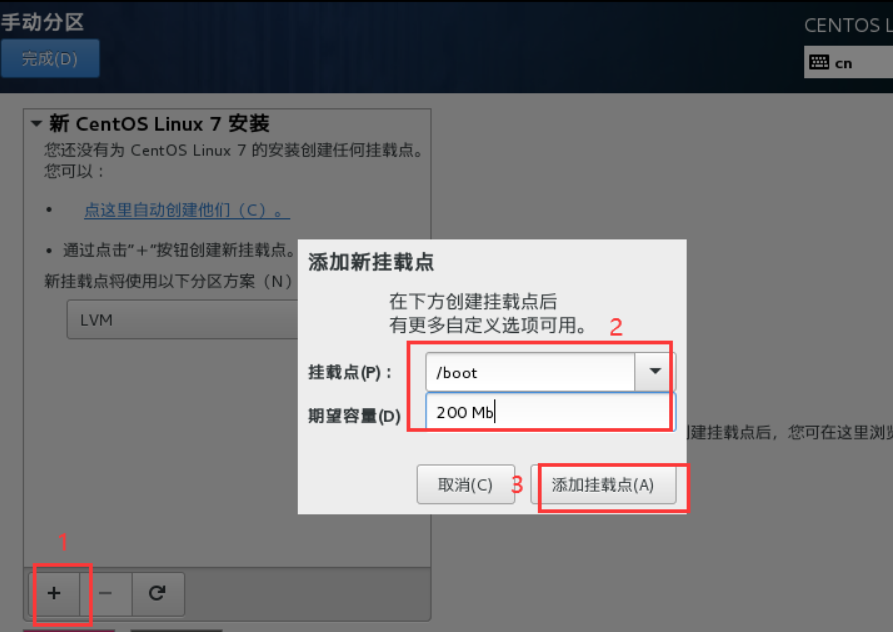 手动分区
完成(D)
CENTOS L
cn
新 CentOS Linux 7 安装
您还没有为 CentOS Linux 7 的安装创建任何挂载点。
您可以：
• 点这里自动创建他们（C）。
• 通过点击“+”按钮创建新挂载点。
新挂载点将使用以下分区方案（N）
LVM
添加新挂载点
在下方创建挂载点后
有更多自定义选项可用。
2
挂载点(P)：
/boot
期望容量(D)
200 Mb
创建挂载点后，您可在这里浏览
取消(C)
3
添加挂载点(A)
1
+
−